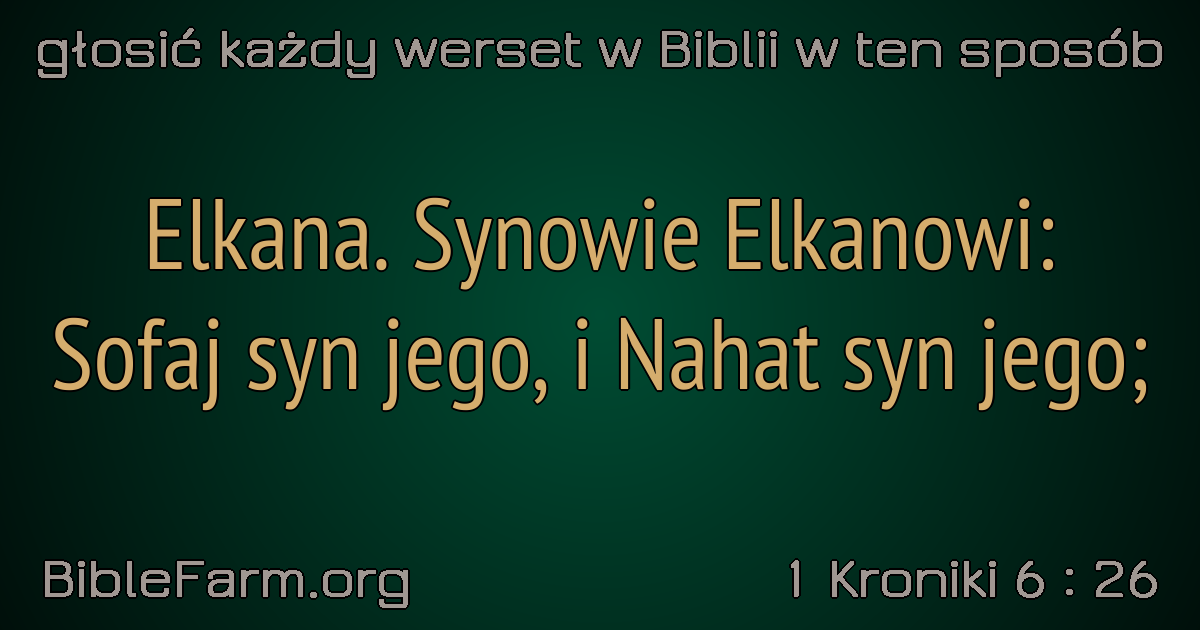 głosić każdy werset w Biblii w ten sposób
Elkana. Synowie Elkanowi:
Sofaj syn jego, i Nahat syn jego;
BibleFarm.org
1 Kroniki 6 : 26